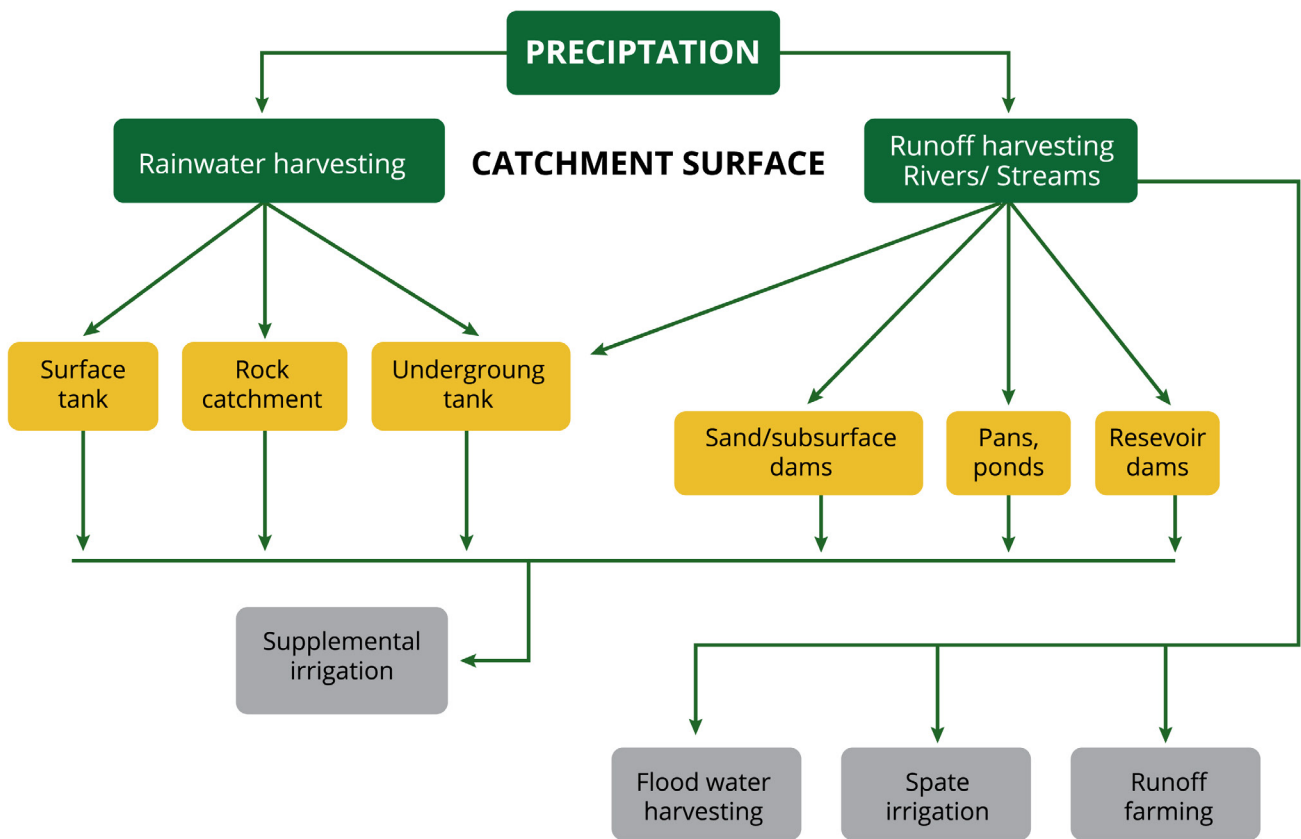 PRECIPTATION
Rainwater harvesting
CATCHMENT SURFACE
Runoff harvesting
Rivers/ Streams
Surface
tank
Rock
catchment
Undergroung
tank
Sand/subsurface
dams
Pans,
ponds
Resevoir
dams
Supplemental
irrigation
Flood water
harvesting
Spate
irrigation
Runoff
farming